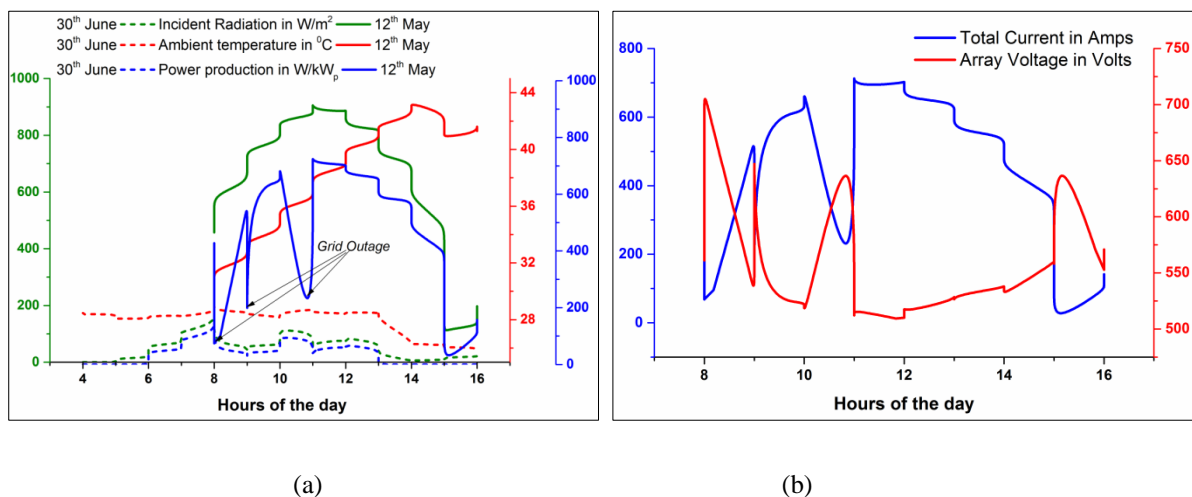 30th June Incident Radiation in W/m2 12th May
30th June Ambient temperature in 0C 12th May
30th June Power production in W/kWp 12th May
1000
800
600
400
200
0
44
40
36
32
28
1000
800
600
400
200
0
Grid Outage
4 6 8 10 12 14 16
Hours of the day
(a)
Total Current in Amps
Array Voltage in Volts
800
600
400
200
0
750
700
650
600
550
500
8 10 12 14 16
Hours of the day
(b)